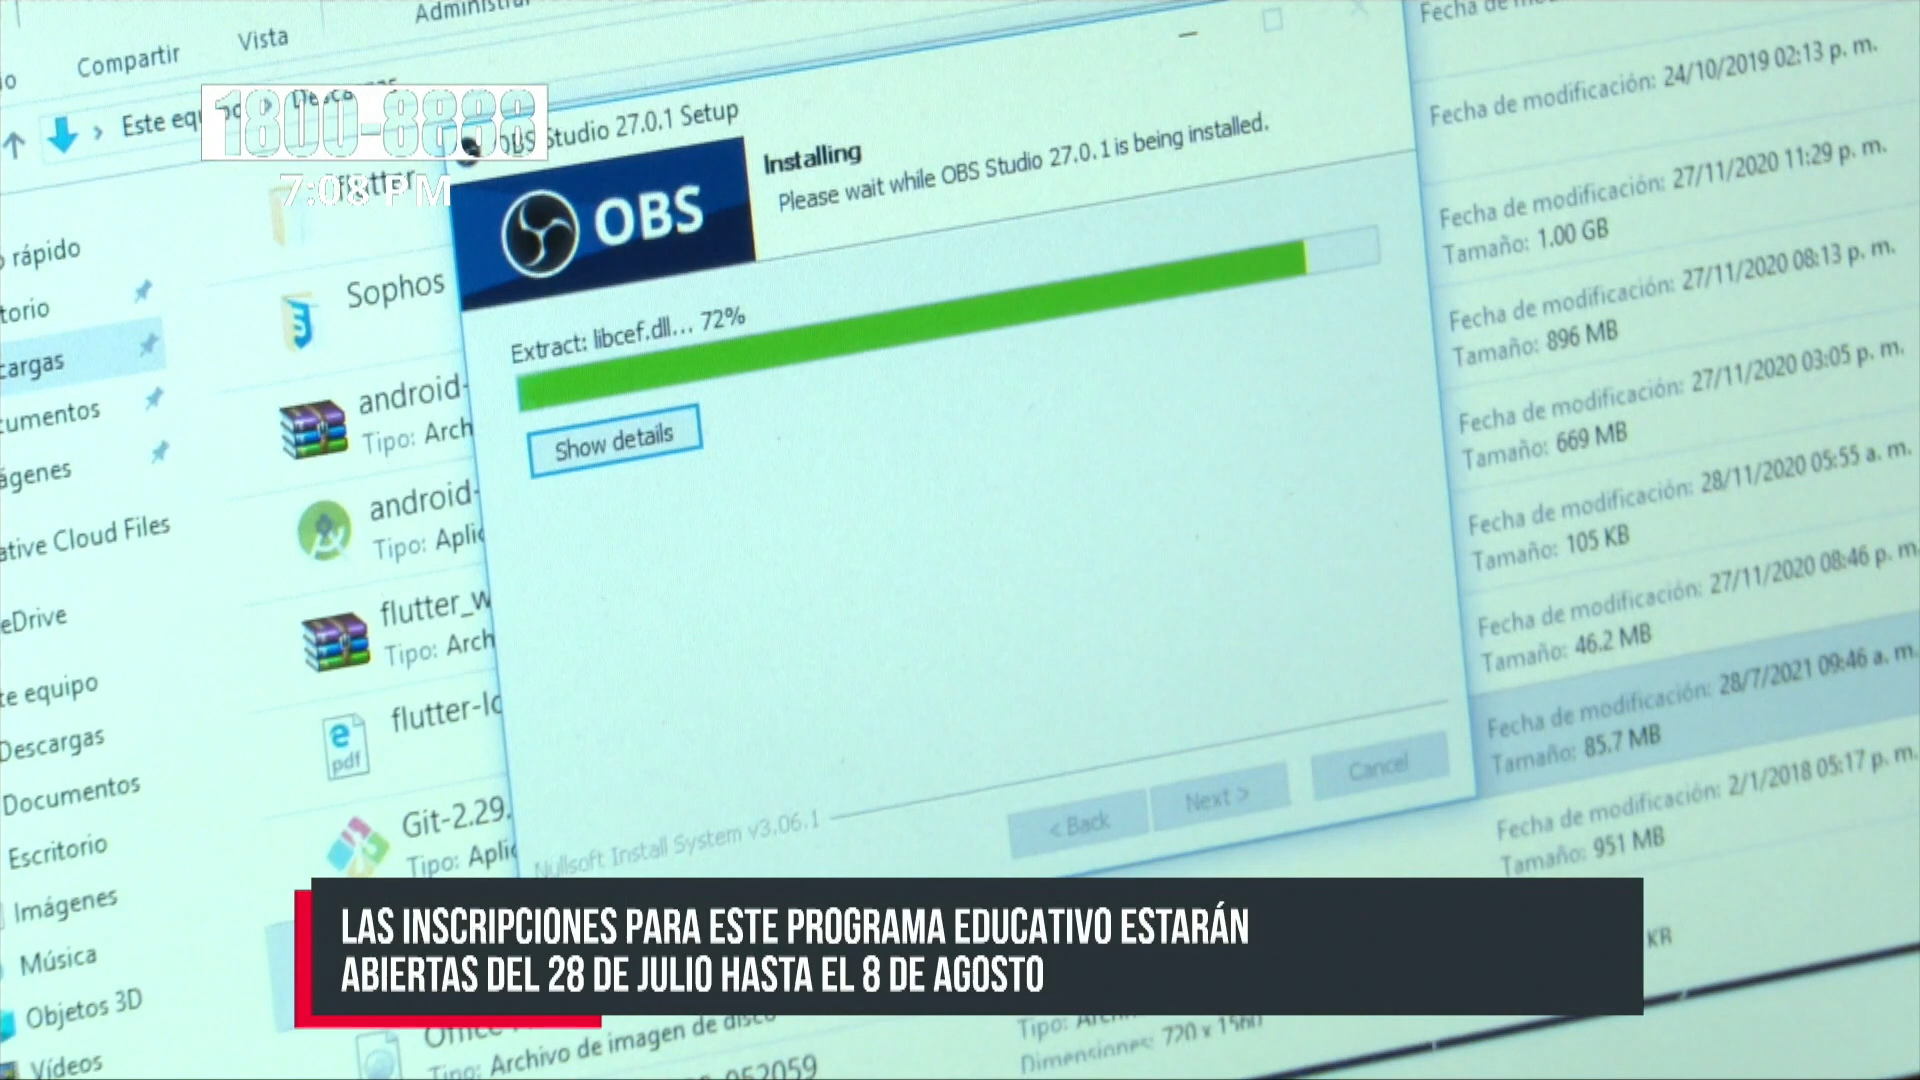 Compartir
Vista
Este
1800-8888
OBS Studio 27.0.1 Setup
7:08 PM
flutter
OBS
Installing
Please wait while OBS Studio 27.0.1 is being installed.
Extract: libcef.dll... 72%
Show details
Nullsoft Install System v3.06.1
< Back
Next >
Cancel
rápido
Creative Cloud Files
Descargas
Documentos
Escritorio
Imágenes
Música
Objetos 3D
Vídeos
Sophos
android-
Tipo: Arch
android-
Tipo: Aplic
flutter_w
Tipo: Arch
pdf
flutter-lo
Git-2.29.
Tipo: Aplic
Tipo: Archivo de imagen de disco
052059
Dimensiones: 720 x 1560
Fecha de modificación: 24/10/2019 02:13 p. m.
Fecha de modificación: 27/11/2020 11:29 p. m.
Tamaño: 1.00 GB
Fecha de modificación: 27/11/2020 08:13 p. m.
Tamaño: 896 MB
Fecha de modificación: 27/11/2020 03:05 p. m.
Tamaño: 669 MB
Fecha de modificación: 28/11/2020 05:55 a. m.
Tamaño: 105 KB
Fecha de modificación: 27/11/2020 08:46 p. m.
Tamaño: 46.2 MB
Fecha de modificación: 28/7/2021 09:46 a. m.
Tamaño: 85.7 MB
Fecha de modificación: 2/1/2018 05:17 p. m.
Tamaño: 951 MB
LAS INSCRIPCIONES PARA ESTE PROGRAMA EDUCATIVO ESTARÁN
ABIERTAS DEL 28 DE JULIO HASTA EL 8 DE AGOSTO